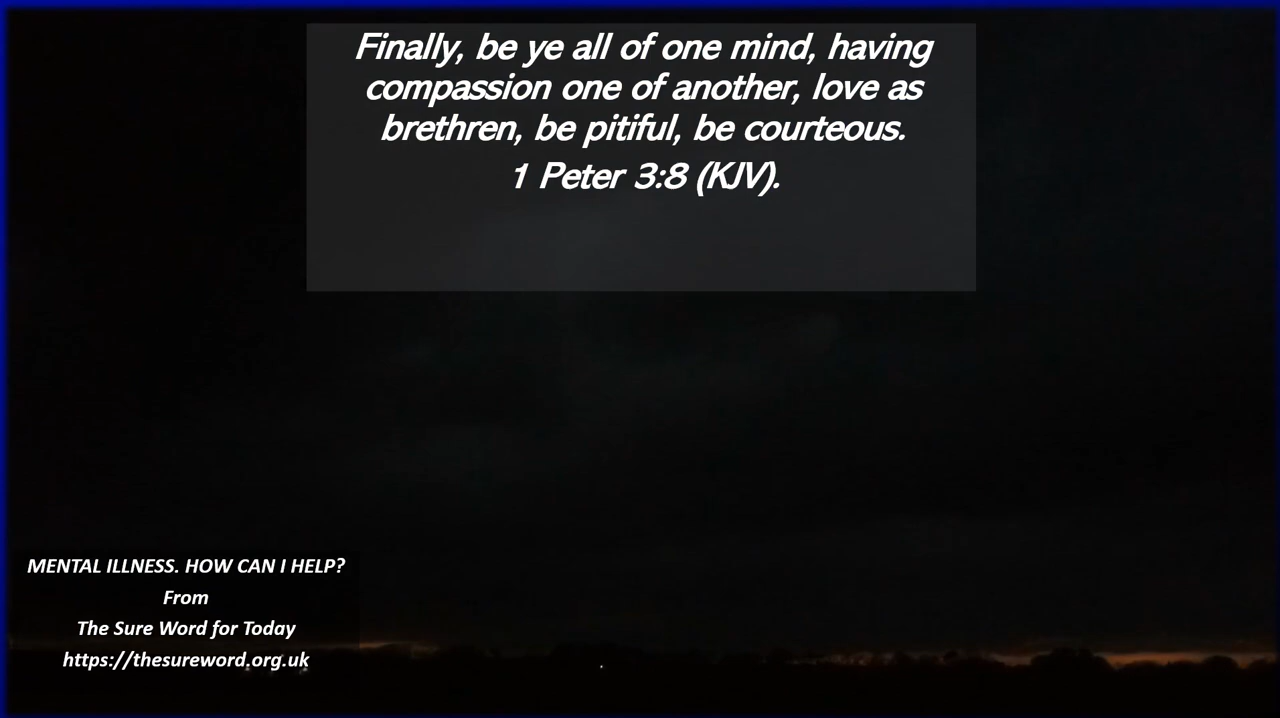 Finally, be ye all of one mind, having
compassion one of another, love as
brethren, be pitiful, be courteous.
1 Peter 3:8 (KJV).
MENTAL ILLNESS. HOW CAN I HELP?
From
The Sure Word for Today
https://thesureword.org.uk